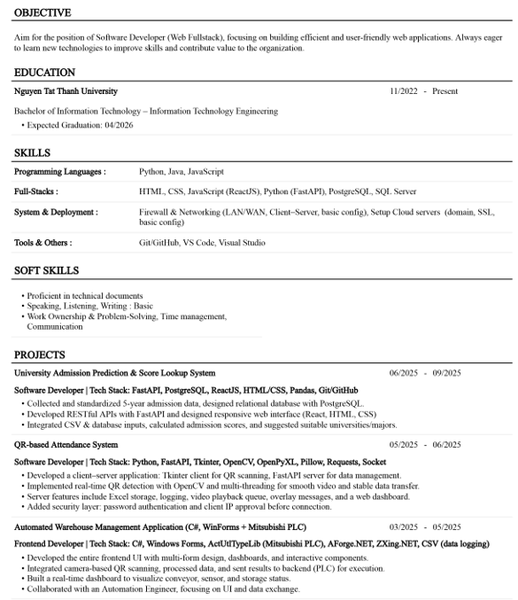 OBJECTIVE
Aim for the position of Software Developer (Web Fullstack), focusing on building efficient and user-friendly web applications. Always eager
to learn new technologies to improve skills and contribute value to the organization.
EDUCATION
Nguyen Tat Thanh University 11/2022 - Present
Bachelor of Information Technology – Information Technology Engineering
• Expected Graduation: 04/2026
SKILLS
Programming Languages : Python, Java, JavaScript
Full-Stacks : HTML, CSS, JavaScript (ReactJS), Python (FastAPI), PostgreSQL, SQL Server
System & Deployment : Firewall & Networking (LAN/WAN, Client–Server, basic config), Setup Cloud servers (domain, SSL,
basic config)
Tools & Others : Git/GitHub, VS Code, Visual Studio
SOFT SKILLS
• Proficient in technical documents
• Speaking, Listening, Writing : Basic
• Work Ownership & Problem-Solving, Time management,
Communication
PROJECTS
University Admission Prediction & Score Lookup System 06/2025 - 09/2025
Software Developer | Tech Stack: FastAPI, PostgreSQL, ReactJS, HTML/CSS, Pandas, Git/GitHub
• Collected and standardized 5-year admission data, designed relational database with PostgreSQL.
• Developed RESTful APIs with FastAPI and designed responsive web interface (React, HTML, CSS)
• Integrated CSV & database inputs, calculated admission scores, and suggested suitable universities/majors.
QR-based Attendance System 05/2025 - 06/2025
Software Developer | Tech Stack: Python, FastAPI, Tkinter, OpenCV, OpenPyXL, Pillow, Requests, Socket
• Developed a client–server application: Tkinter client for QR scanning, FastAPI server for data management.
• Implemented real-time QR detection with OpenCV and multi-threading for smooth video and stable data transfer.
• Server features include Excel storage, logging, video playback queue, overlay messages, and a web dashboard.
• Added security layer: password authentication and client IP approval before connection.
Automated Warehouse Management Application (C#, WinForms + Mitsubishi PLC) 03/2025 - 05/2025
Frontend Developer | Tech Stack: C#, Windows Forms, ActUtlTypeLib (Mitsubishi PLC), AForge.NET, ZXing.NET, CSV (data logging)
• Developed the entire frontend UI with multi-form design, dashboards, and interactive components.
• Integrated camera-based QR scanning, processed data, and sent results to backend (PLC) for execution.
• Built a real-time dashboard to visualize conveyor, sensor, and storage status.
• Collaborated with an Automation Engineer, focusing on UI and data exchange.